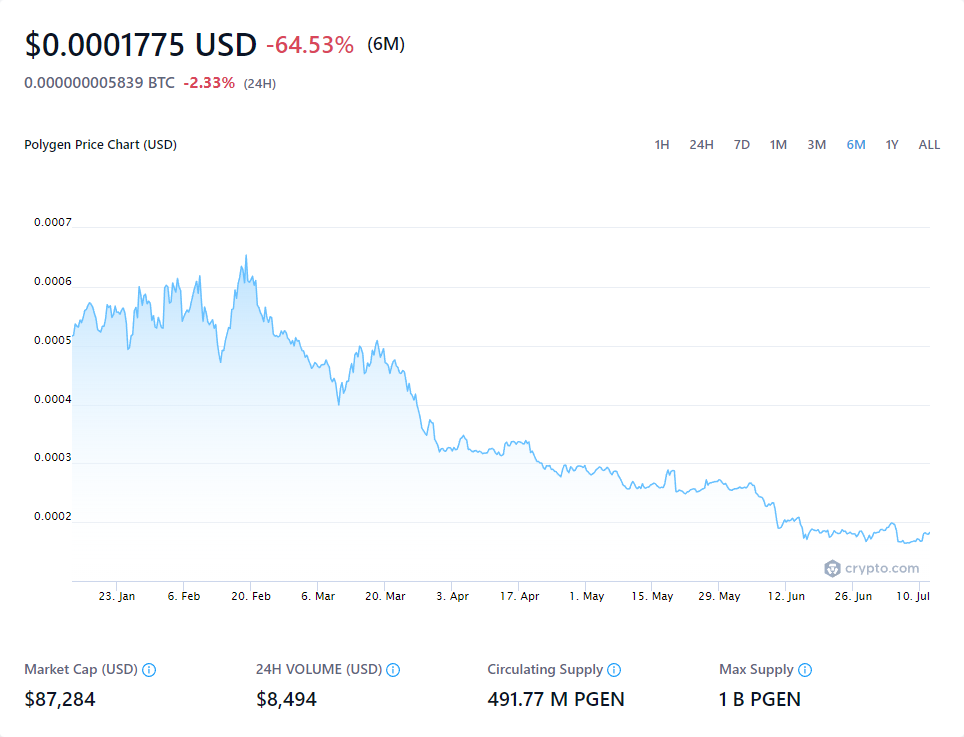 $0.0001775 USD -64.53% (6M)
0.000000005839 BTC -2.33% (24H)
Polygen Price Chart (USD) 1H 24H 7D 1M 3M 6M 1Y ALL
0.0007
0.0006
0.0005
0.0004
0.0003
0.0002
crypto.com
23. Jan 6. Feb 20. Feb 6. Mar 20. Mar 3. Apr 17. Apr 1. May 15. May 29. May 12. Jun 26. Jun 10. Jul
Market Cap (USD) 24H VOLUME (USD) Circulating Supply Max Supply
$87,284 $8,494 491.77 M PGEN 1 B PGEN